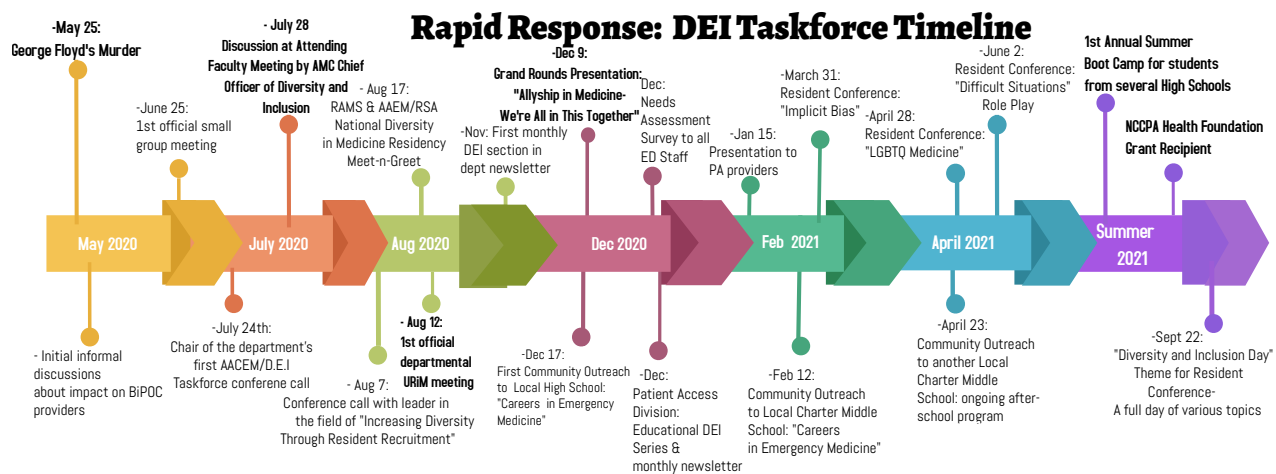 Rapid Response:  DEI Taskforce Timeline
-May 25:
George Floyd's Murder
-June 25:
1st official small
group meeting
- July 28
Discussion at Attending
Faculty Meeting by AMC Chief
Officer of Diversity and
Inclusion
- Aug 17:
RAMS & AAEM/RSA
National Diversity
in Medicine Residency
Meet-n-Greet
-Nov: First monthly
DEI section in
dept newsletter
-Dec 9:
Grand Rounds Presentation:
"Allyship in Medicine-
We're All in This Together"
Dec:
Needs
Assessment
Survey to all
ED Staff
-Jan 15:
Presentation to
PA providers
-March 31:
Resident Conference:
"Implicit Bias"
-April 28:
Resident Conference:
"LGBTQ Medicine"
-June 2:
Resident Conference:
"Difficult Situations"
Role Play
1st Annual Summer
Boot Camp for students
from several High Schools
NCCPA Health Foundation
Grant Recipient
May 2020
July 2020
Aug 2020
Dec 2020
Feb 2021
April 2021
Summer
2021
- Initial informal
discussions
about impact on BiPOC
providers
-July 24th:
Chair of the department's
first AACEM/D.E.I
Taskforce conferene call
- Aug 7:
Conference call with leader in
the field of "Increasing Diversity
Through Resident Recruitment"
- Aug 12:
1st official
departmental
URiM meeting
-Dec 17:
First Community Outreach
to Local High School:
"Careers in Emergency
Medicine"
-Dec:
Patient Access
Division:
Educational DEI
Series &
monthly newsletter
-Feb 12:
Community Outreach
to Local Charter Middle
School: "Careers
in Emergency Medicine"
-April 23:
Community Outreach
to another Local
Charter Middle
School: ongoing after-
school program
-Sept 22:
"Diversity and Inclusion Day"
Theme for Resident
Conference-
A full day of various topics